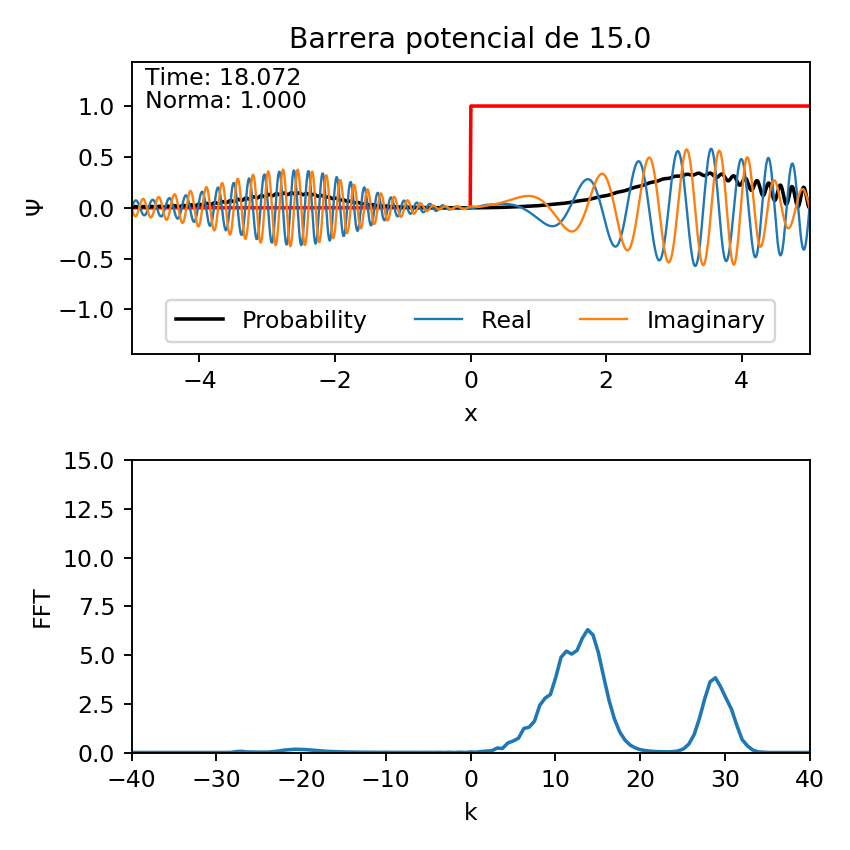 Barrera potencial de 15.0
Time: 18.072
Norma: 1.000
1.0
0.5
0.0
−0.5
−1.0
Ψ
Probability Real Imaginary
−4 −2 0 2 4
x
15.0
12.5
10.0
7.5
5.0
2.5
0.0
FFT
−40 −30 −20 −10 0 10 20 30 40
k